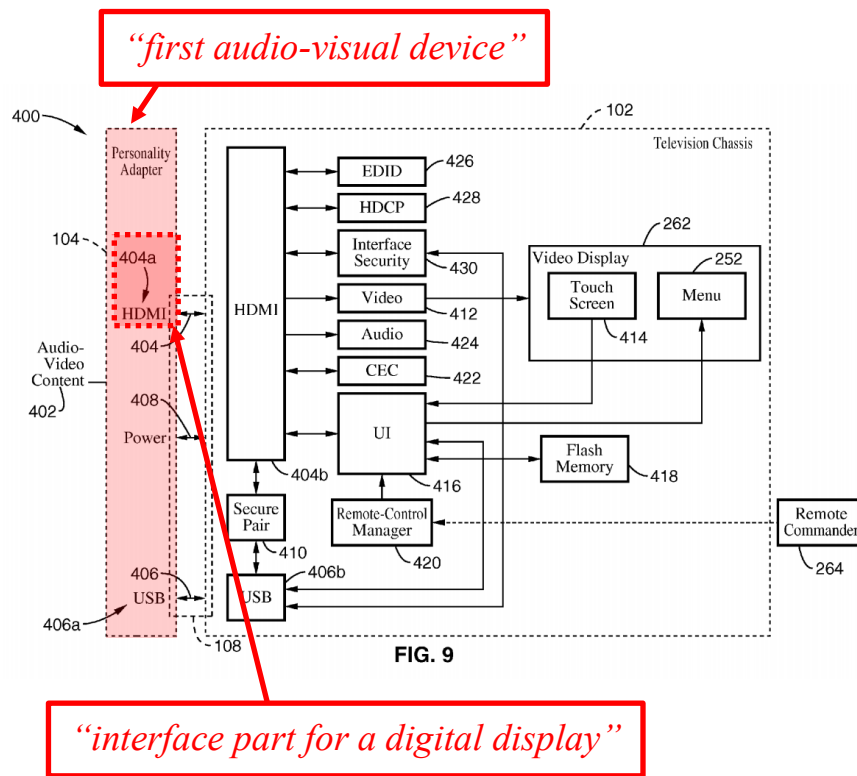 “first audio-visual device”
400
102
Personality
Adapter
Television Chassis
EDID
426
HDCP
428
262
104
404a
Interface
Security
430
Video Display
252
Touch
Screen
Menu
HDMI
HDMI
Video
412
414
404
Audio
424
Audio-
Video
Content
402
CEC
422
408
UI
Power
Flash
Memory
418
404b
416
Secure
Pair
Remote-Control
Manager
Remote
Commander
410
420
264
406
406b
USB
USB
406a
108
FIG. 9
“interface part for a digital display”